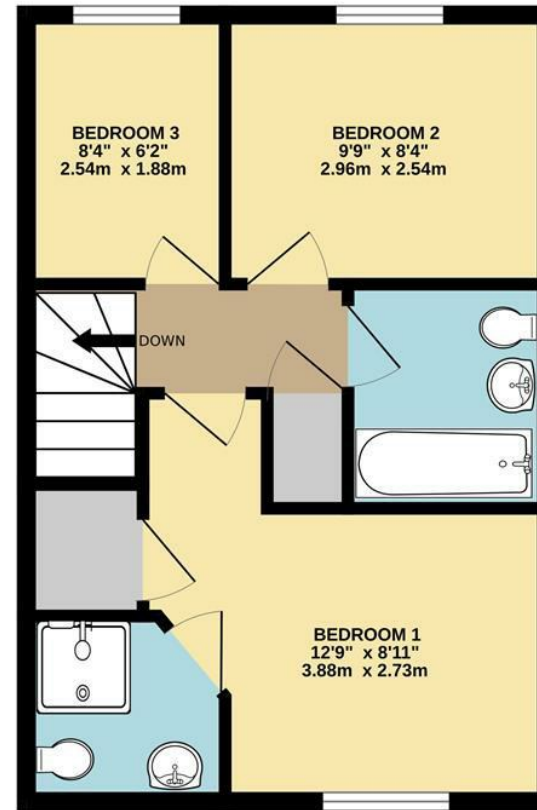 BEDROOM 3
8'4" x 6'2"
2.54m x 1.88m
BEDROOM 2
9'9" x 8'4"
2.96m x 2.54m
DOWN
BEDROOM 1
12'9" x 8'11"
3.88m x 2.73m